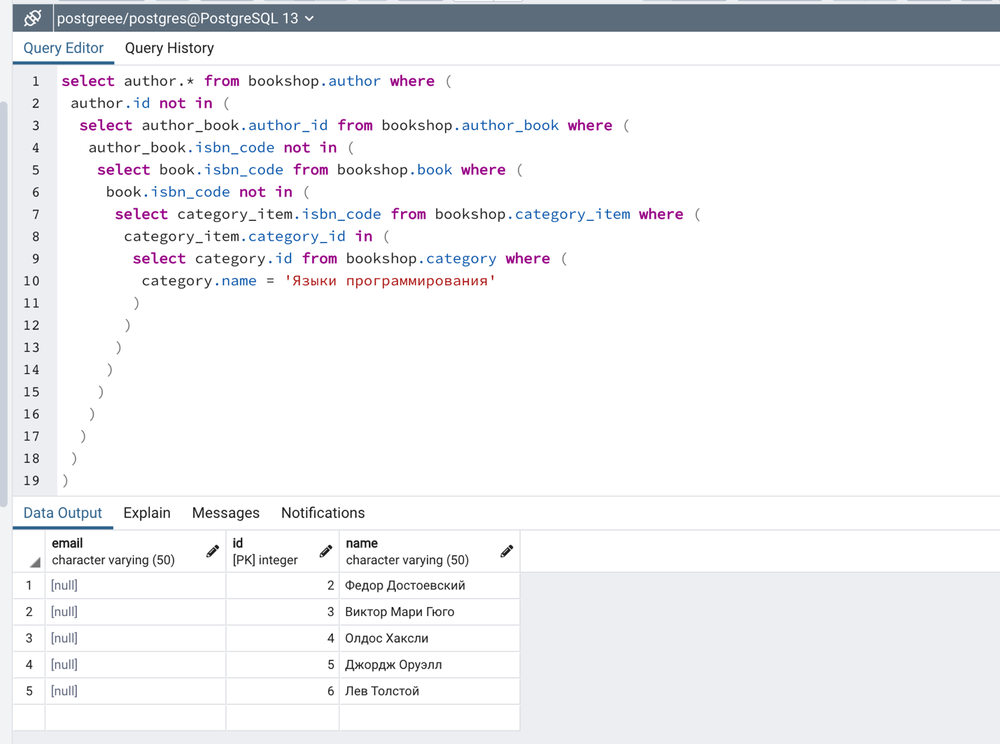 postgreee/postgres@PostgreSQL 13
Query Editor Query History
1 select author.* from bookshop.author where (
2 author.id not in (
3 select author_book.author_id from bookshop.author_book where (
4 author_book.isbn_code not in (
5 select book.isbn_code from bookshop.book where (
6 book.isbn_code not in (
7 select category_item.isbn_code from bookshop.category_item where (
8 category_item.category_id in (
9 select category.id from bookshop.category where (
10 category.name = 'Языки программирования'
11 )
12 )
13 )
14 )
15 )
16 )
17 )
18 )
19 )
Data Output Explain Messages Notifications
email id name
character varying (50) [PK] integer character varying (50)
1 [null] 2 Федор Достоевский
2 [null] 3 Виктор Мари Гюго
3 [null] 4 Олдос Хаксли
4 [null] 5 Джордж Оруэлл
5 [null] 6 Лев Толстой